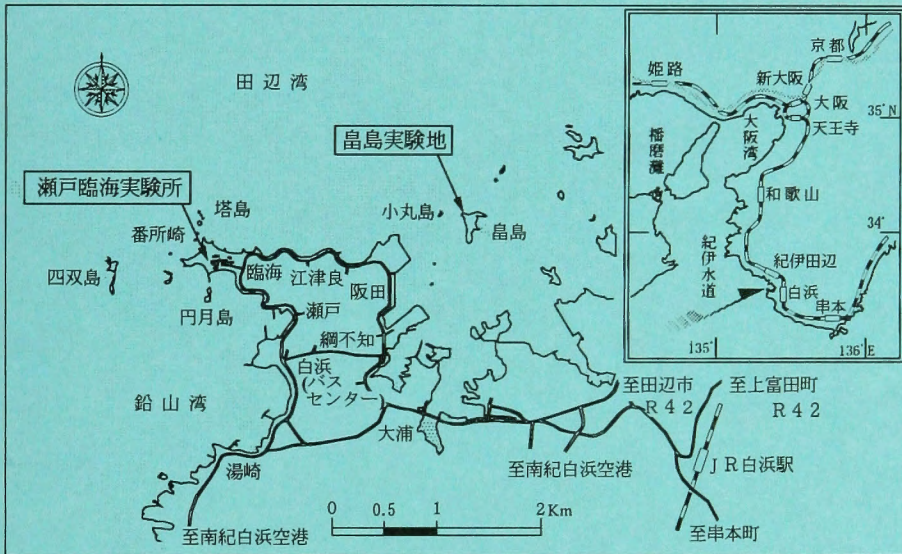 田辺湾
畠島実験地
瀬戸臨海実験所
塔島
番所崎
四双島
円月島
臨海
江津良
阪田
小丸島
畠島
瀬戸
綱不知
白浜
(バス
センター)
鉛山湾
大浦
湯崎
至南紀白浜空港
至南紀白浜空港
至田辺市
R42
至上富田町
R42
JR白浜駅
至串本町
0 0.5 1 2Km
京都
姫路
新大阪
大阪
天王寺
35°N
播磨灘
大阪湾
和歌山
34°
紀伊水道
紀伊田辺
白浜
串本
135°
136°E